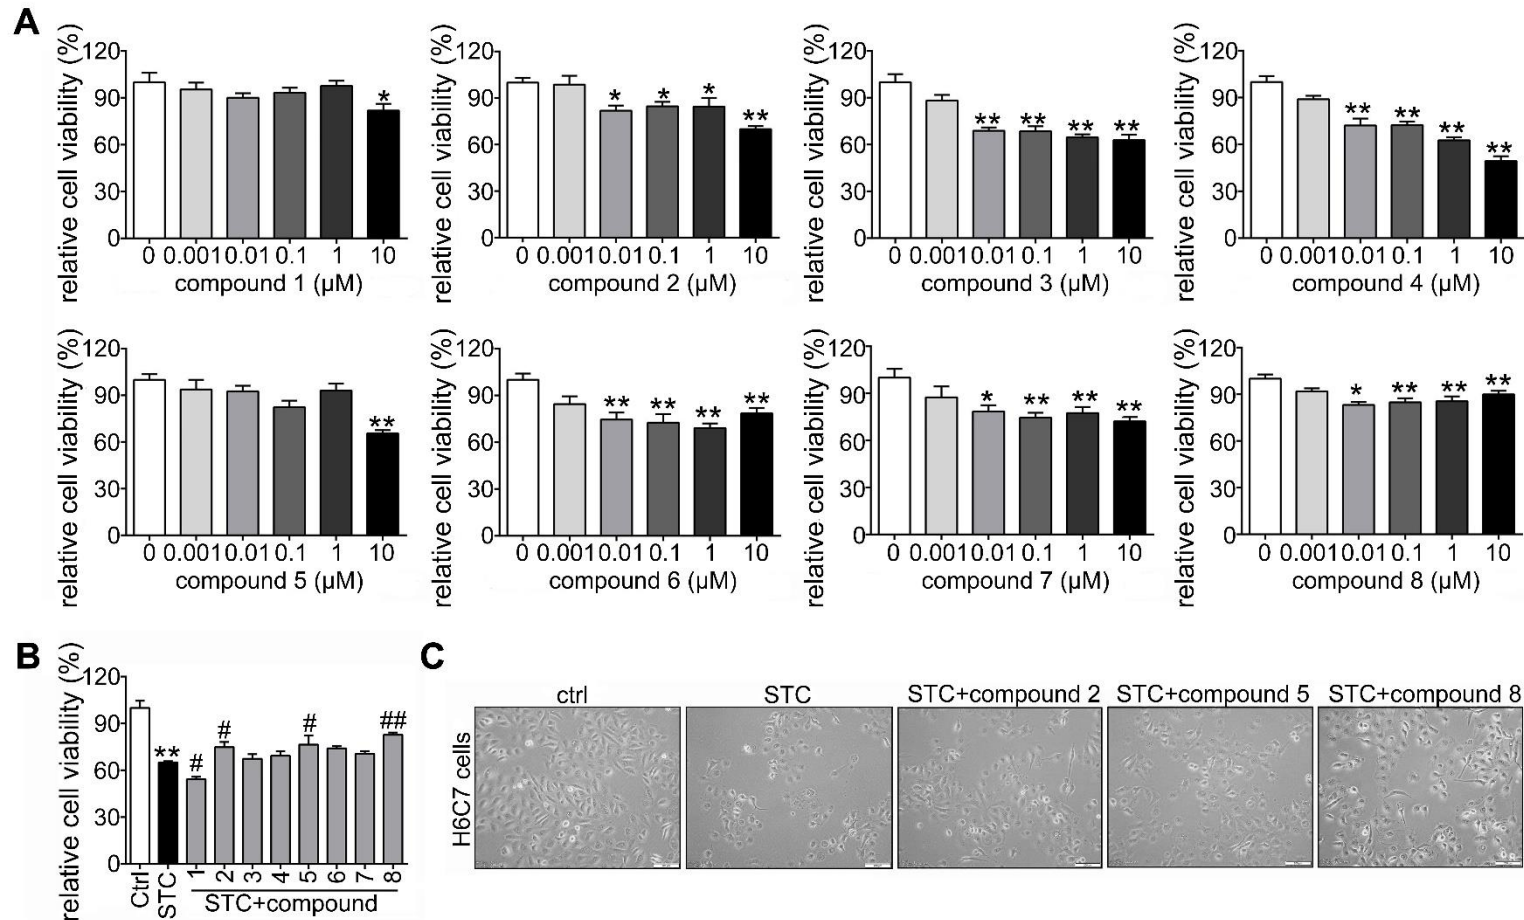 A
relative cell viability (%)
120
90
60
30
0
* 
0 0.001 0.01 0.1 1 10
compound 1 (µM)
relative cell viability (%)
120
90
60
30
0
* * * **
0 0.001 0.01 0.1 1 10
compound 2 (µM)
relative cell viability (%)
120
90
60
30
0
** ** ** **
0 0.001 0.01 0.1 1 10
compound 3 (µM)
relative cell viability (%)
120
90
60
30
0
** ** ** **
0 0.001 0.01 0.1 1 10
compound 4 (µM)
relative cell viability (%)
120
90
60
30
0
**
0 0.001 0.01 0.1 1 10
compound 5 (µM)
relative cell viability (%)
120
90
60
30
0
** ** ** **
0 0.001 0.01 0.1 1 10
compound 6 (µM)
relative cell viability (%)
120
90
60
30
0
* ** ** **
0 0.001 0.01 0.1 1 10
compound 7 (µM)
relative cell viability (%)
120
90
60
30
0
* ** ** **
0 0.001 0.01 0.1 1 10
compound 8 (µM)
B
relative cell viability (%)
120
90
60
30
0
** # # # ##
Ctrl STC 1 2 3 4 5 6 7 8
STC+compound
C
ctrl STC STC+compound 2 STC+compound 5 STC+compound 8
H6C7 cells